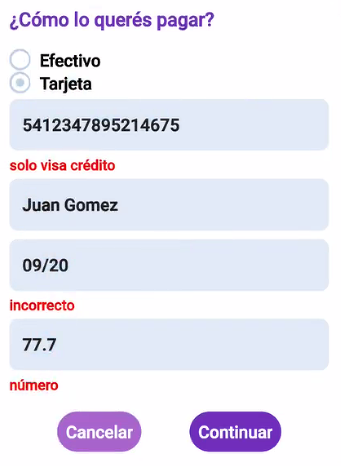 ¿Cómo lo querés pagar?
Efectivo
Tarjeta
5412347895214675
solo visa crédito
Juan Gomez
09/20
incorrecto
77.7
número
Cancelar Continuar